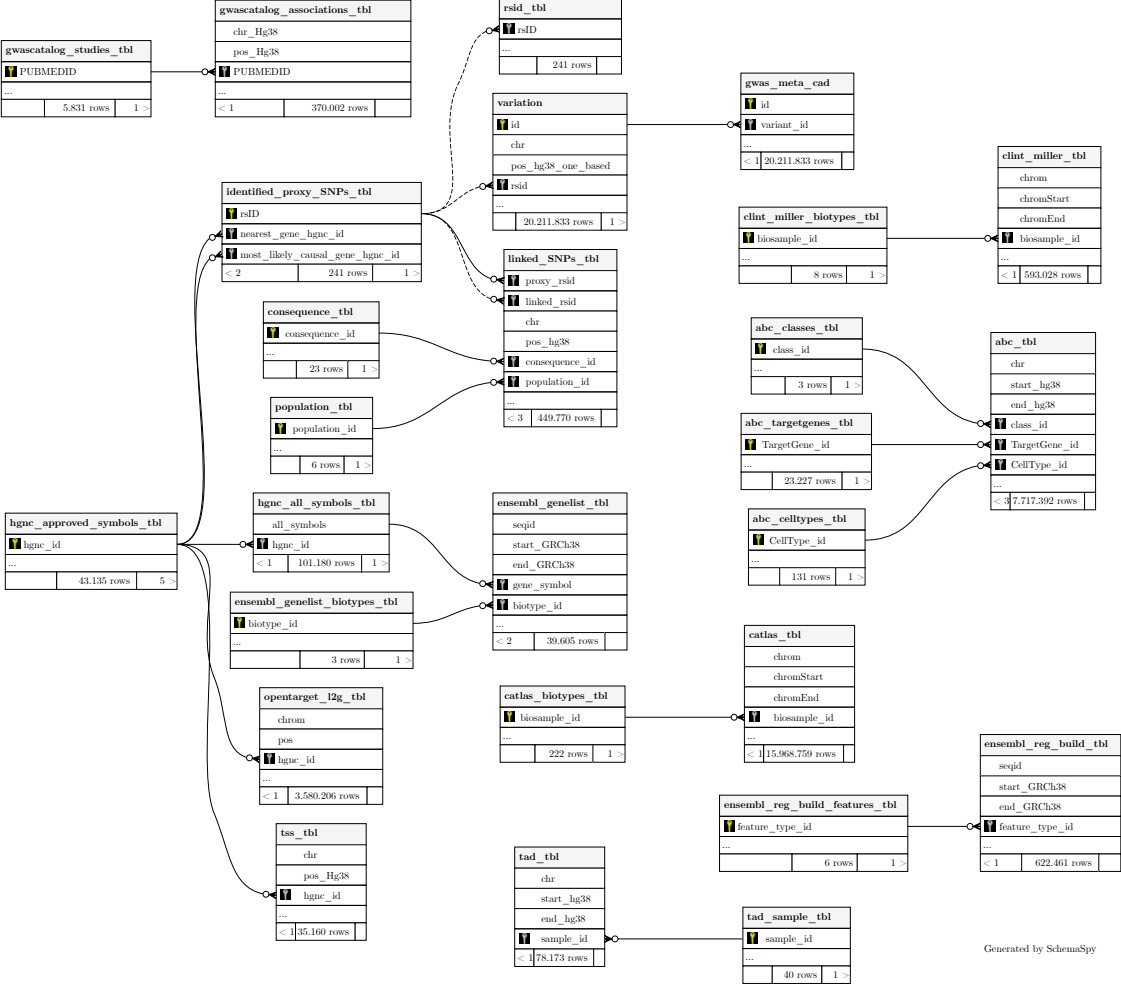 gwascatalog_studies_tbl
PUBMEDID
...
5.831 rows 1 >
gwascatalog_associations_tbl
chr_Hg38
pos_Hg38
PUBMEDID
...
< 1 370.002 rows
rsid_tbl
rsID
...
241 rows
variation
id
chr
pos_hg38_one_based
rsid
...
20.211.833 rows 1 >
gwas_meta_cad
id
variant_id
...
< 1 20.211.833 rows
clint_miller_tbl
chrom
chromStart
chromEnd
biosample_id
...
< 1 593.028 rows
clint_miller_biotypes_tbl
biosample_id
...
8 rows 1 >
identified_proxy_SNPs_tbl
rsID
nearest_gene_hgnc_id
most_likely_causal_gene_hgnc_id
< 2 241 rows 1 >
linked_SNPs_tbl
proxy_rsid
linked_rsid
chr
pos_hg38
consequence_id
population_id
...
< 3 449.770 rows
consequence_tbl
consequence_id
...
23 rows 1 >
population_tbl
population_id
...
6 rows 1 >
abc_classes_tbl
class_id
...
3 rows 1 >
abc_tbl
chr
start_hg38
end_hg38
class_id
TargetGene_id
CellType_id
...
< 3 7.717.392 rows
abc_targetgenes_tbl
TargetGene_id
...
23.227 rows 1 >
abc_celltypes_tbl
CellType_id
...
131 rows 1 >
hgnc_approved_symbols_tbl
hgnc_id
...
43.135 rows 5 >
hgnc_all_symbols_tbl
all_symbols
hgnc_id
< 1 101.180 rows 1 >
ensembl_genelist_tbl
seqid
start_GRCh38
end_GRCh38
gene_symbol
biotype_id
...
< 2 39.605 rows
ensembl_genelist_biotypes_tbl
biotype_id
...
3 rows 1 >
opentarget_l2g_tbl
chrom
pos
hgnc_id
...
< 1 3.580.206 rows
catlas_biotypes_tbl
biosample_id
...
222 rows 1 >
catlas_tbl
chrom
chromStart
chromEnd
biosample_id
...
< 1 15.968.759 rows
ensembl_reg_build_tbl
seqid
start_GRCh38
end_GRCh38
feature_type_id
...
< 1 622.461 rows
ensembl_reg_build_features_tbl
feature_type_id
...
6 rows 1 >
tss_tbl
chr
pos_Hg38
hgnc_id
...
< 1 35.160 rows
tad_tbl
chr
start_hg38
end_hg38
sample_id
...
< 1 78.173 rows
tad_sample_tbl
sample_id
...
40 rows 1 >
Generated by SchemaSpy